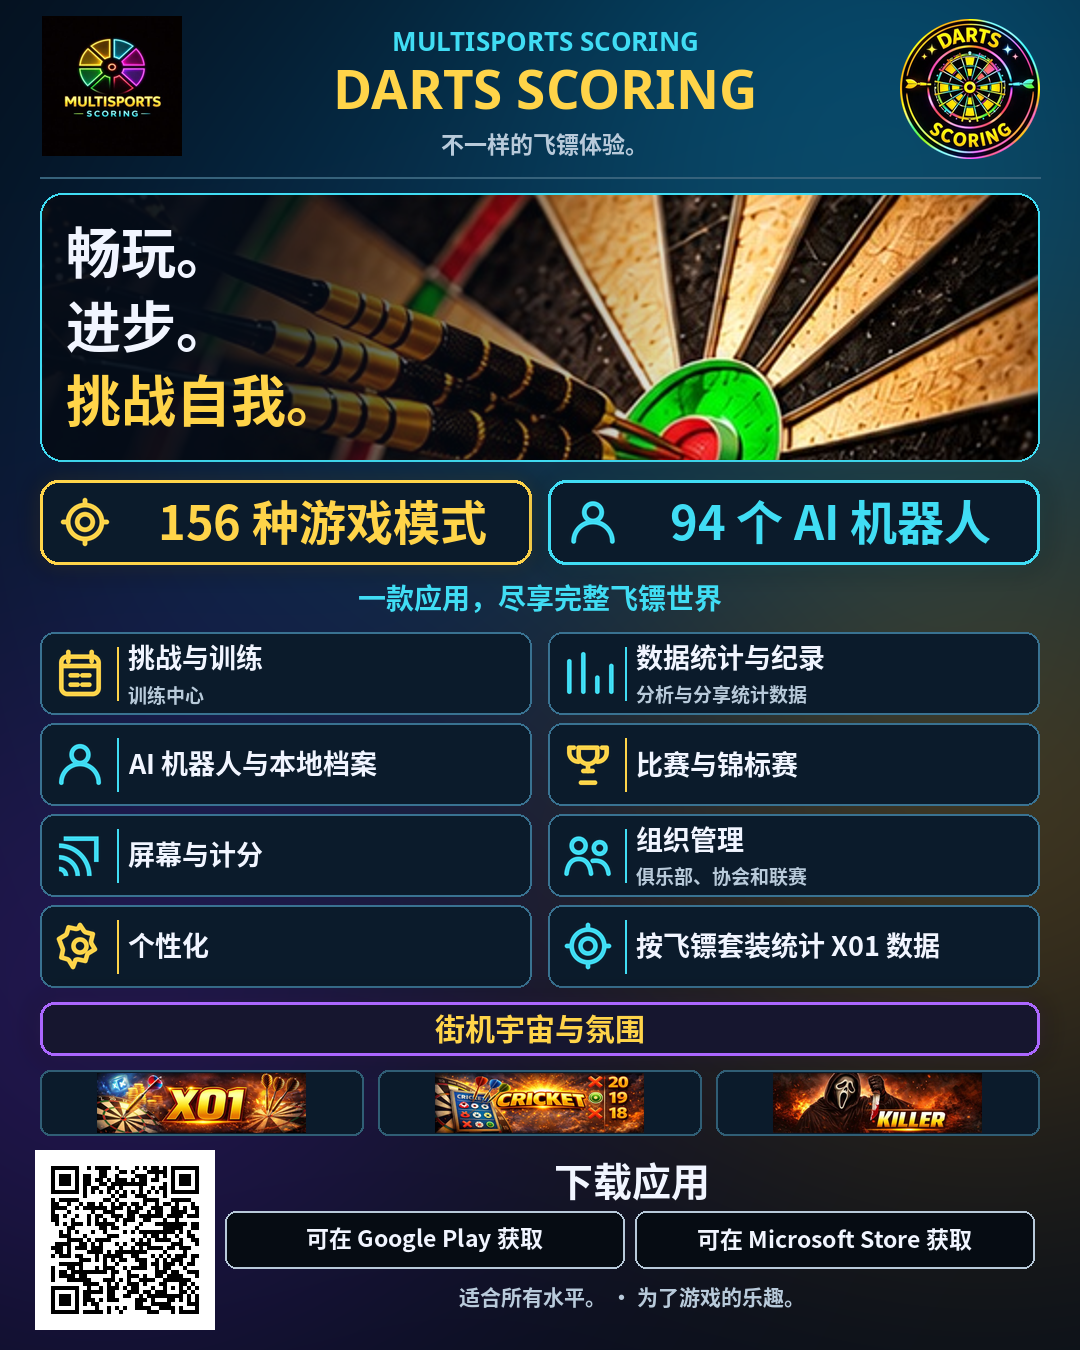 MULTISPORTS
SCORING
MULTISPORTS SCORING
DARTS SCORING
不一样的飞镖体验。
DARTS
SCORING
畅玩。
进步。
挑战自我。
156 种游戏模式
94 个 AI 机器人
一款应用，尽享完整飞镖世界
挑战与训练
训练中心
数据统计与纪录
分析与分享统计数据
AI 机器人与本地档案
比赛与锦标赛
屏幕与计分
组织管理
俱乐部、协会和联赛
个性化
按飞镖套装统计 X01 数据
街机宇宙与氛围
X01
CRICKET
CRICKET
20
19
18
KILLER
下载应用
可在 Google Play 获取
可在 Microsoft Store 获取
适合所有水平。 • 为了游戏的乐趣。